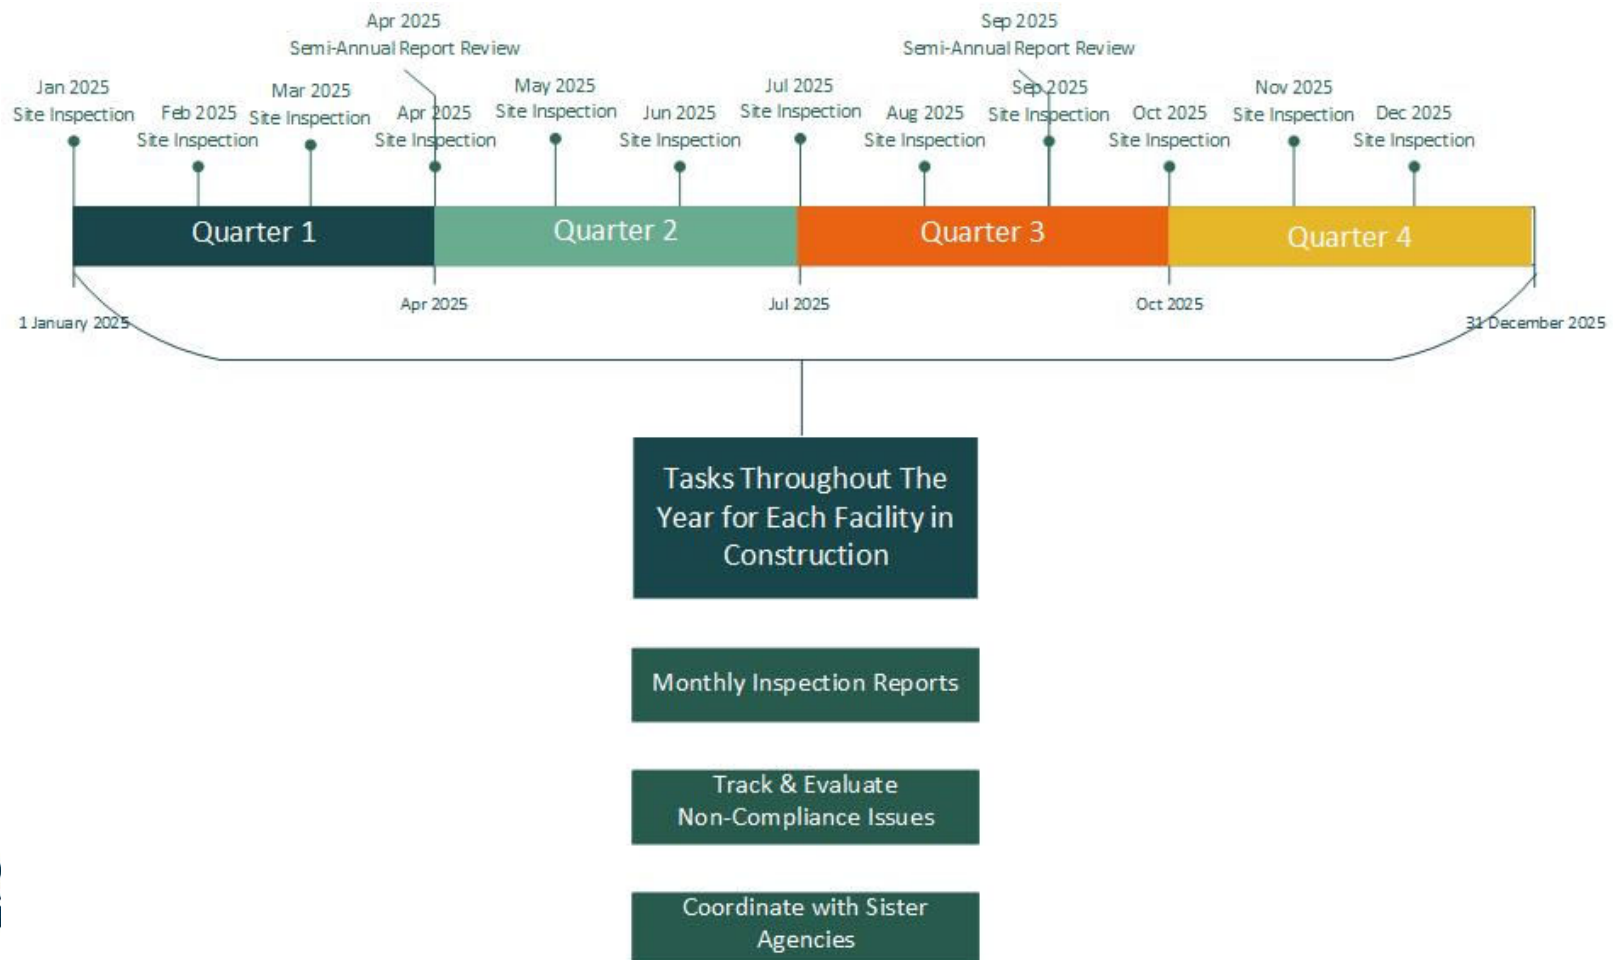 Apr 2025
Semi-Annual Report Review
Sep 2025
Semi-Annual Report Review
Jan 2025
Site Inspection
Feb 2025
Site Inspection
Mar 2025
Site Inspection
Apr 2025
Site Inspection
May 2025
Site Inspection
Jun 2025
Site Inspection
Jul 2025
Site Inspection
Aug 2025
Site Inspection
Sep 2025
Site Inspection
Oct 2025
Site Inspection
Nov 2025
Site Inspection
Dec 2025
Site Inspection
Quarter 1
Quarter 2
Quarter 3
Quarter 4
1 January 2025
Apr 2025
Jul 2025
Oct 2025
31 December 2025
Tasks Throughout The
Year for Each Facility in
Construction
Monthly Inspection Reports
Track & Evaluate
Non-Compliance Issues
Coordinate with Sister
Agencies